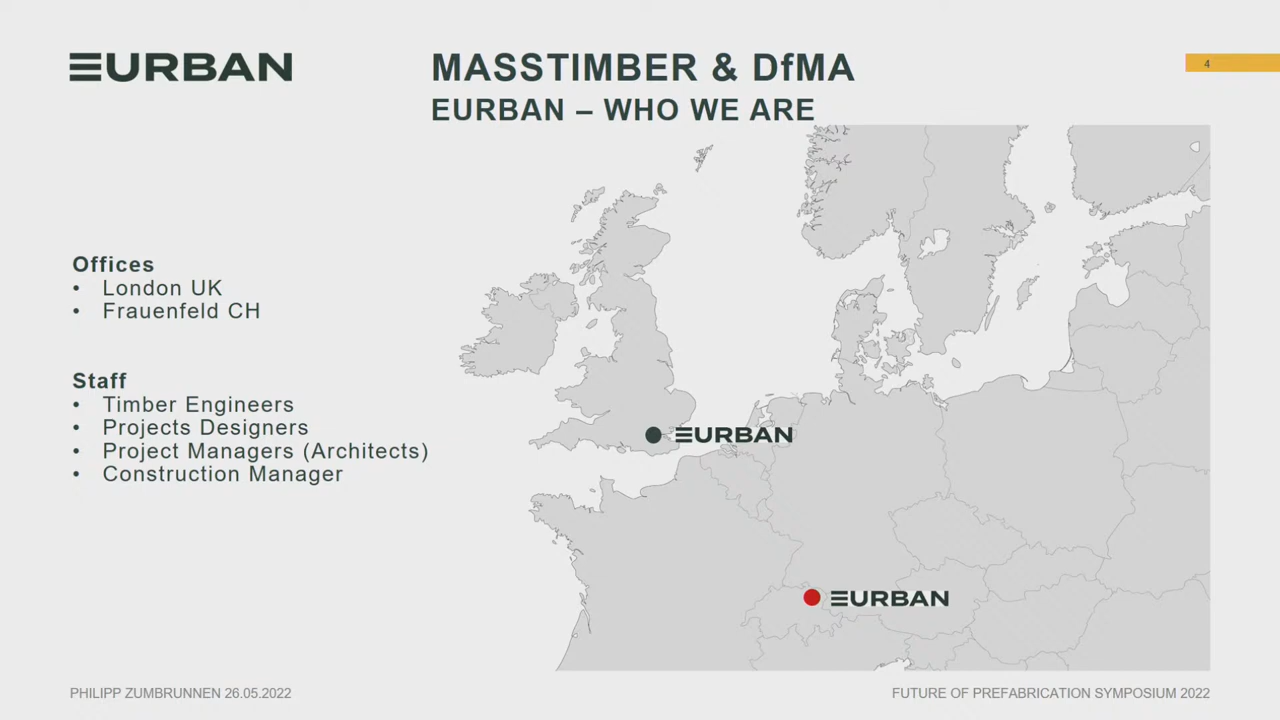 EURBAN
MASSTIMBER & DfMA
EURBAN – WHO WE ARE
4
Offices
• London UK
• Frauenfeld CH
Staff
• Timber Engineers
• Projects Designers
• Project Managers (Architects)
• Construction Manager
EURBAN
EURBAN
PHILIPP ZUMBRUNNEN 26.05.2022
FUTURE OF PREFABRICATION SYMPOSIUM 2022